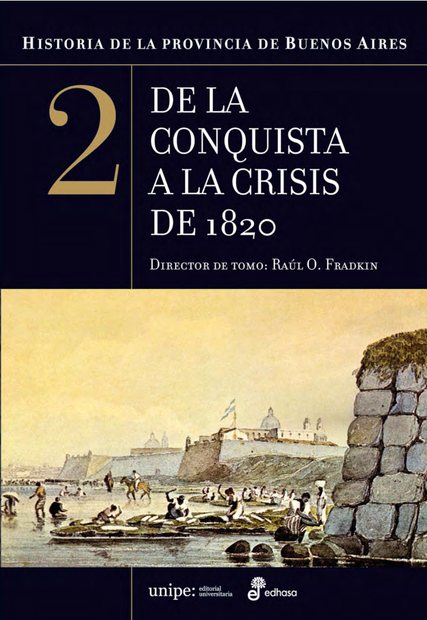 Historia de la provincia de Buenos Aires
2
DE LA
CONQUISTA
A LA CRISIS
DE 1820
Director de tomo: Raúl O. Fradkin
unipe: editorial
universitaria
edhasa